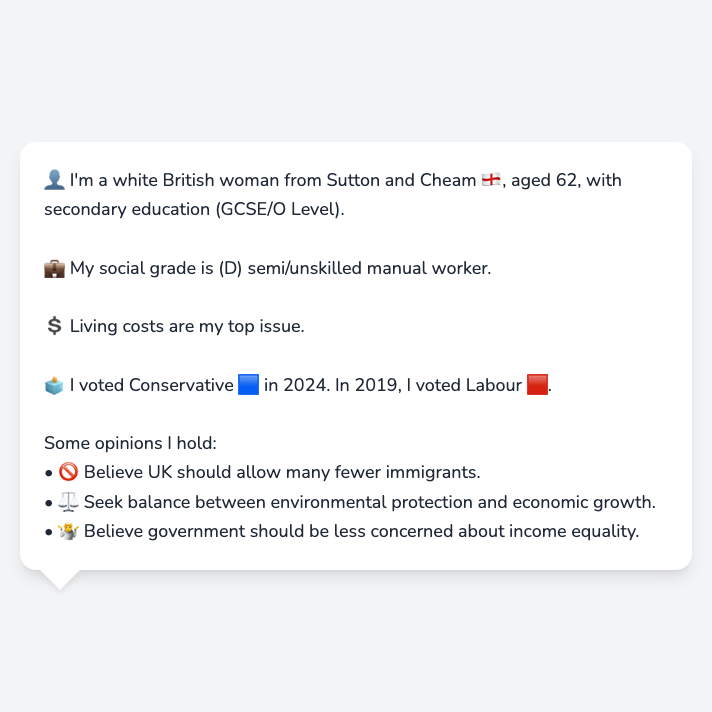 👤 I'm a white British woman from Sutton and Cheam 🏴󠁧󠁢󠁥󠁮󠁧󠁿, aged 62, with
secondary education (GCSE/O Level).
💼 My social grade is (D) semi/unskilled manual worker.
💲 Living costs are my top issue.
🗳️ I voted Conservative 🟦 in 2024. In 2019, I voted Labour 🟥.
Some opinions I hold:
• 🚫 Believe UK should allow many fewer immigrants.
• ⚖️ Seek balance between environmental protection and economic growth.
• 🤷 Believe government should be less concerned about income equality.